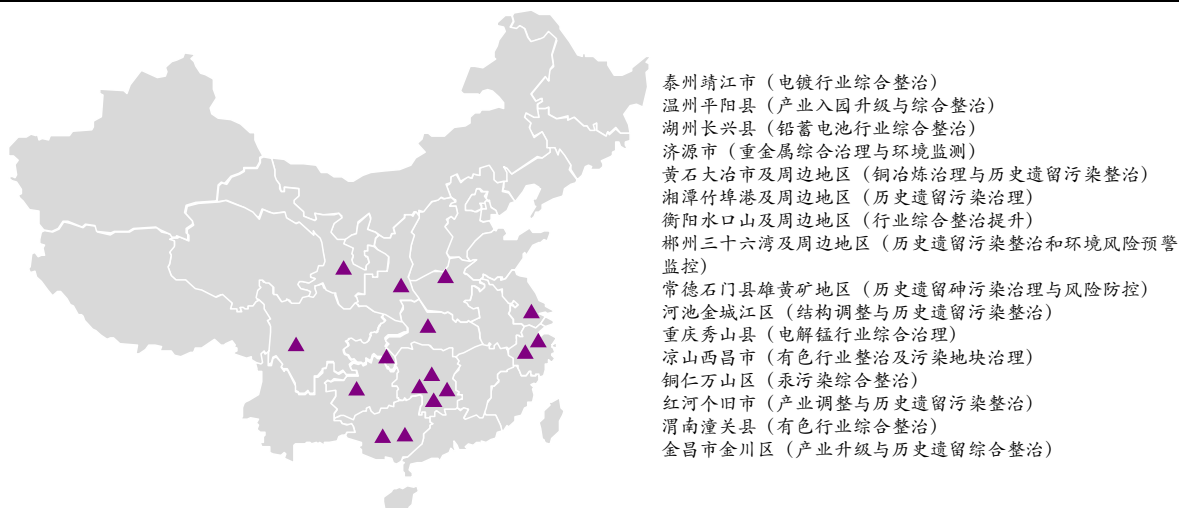 泰州靖江市（电镀行业综合整治）
温州平阳县（产业入园升级与综合整治）
湖州长兴县（铅蓄电池行业综合整治）
济源市（重金属综合治理与环境监测）
黄石大冶市及周边地区（铜冶炼治理与历史遗留污染整治）
湘潭竹埠港及周边地区（历史遗留污染治理）
衡阳水口山及周边地区（行业综合整治提升）
郴州三十六湾及周边地区（历史遗留污染整治和环境风险预警
监控）
常德石门县雄黄矿地区（历史遗留砷污染治理与风险防控）
河池金城江区（结构调整与历史遗留污染整治）
重庆秀山县（电解锰行业综合治理）
凉山西昌市（有色行业整治及污染地块治理）
铜仁万山区（汞污染综合整治）
红河个旧市（产业调整与历史遗留污染整治）
渭南潼关县（有色行业综合整治）
金昌市金川区（产业升级与历史遗留综合整治）